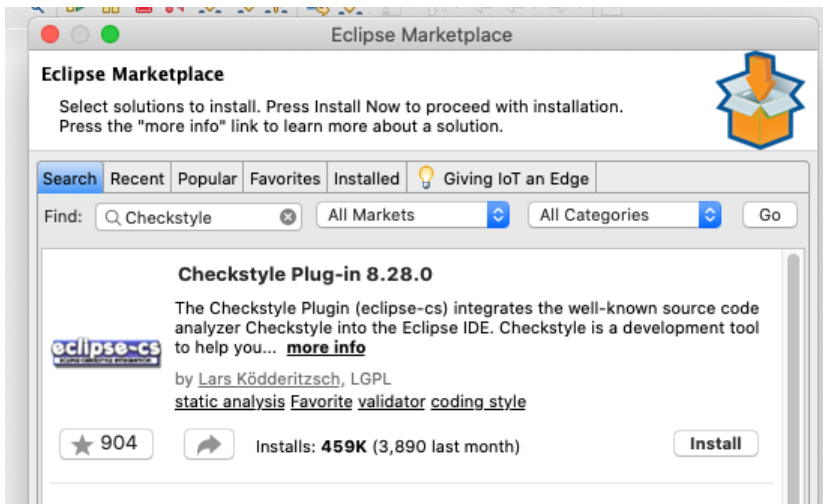 Eclipse Marketplace
Eclipse Marketplace
Select solutions to install. Press Install Now to proceed with installation.
Press the "more info" link to learn more about a solution.
Search Recent Popular Favorites Installed Giving IoT an Edge
Find: Checkstyle All Markets All Categories Go
Checkstyle Plug-in 8.28.0
The Checkstyle Plugin (eclipse-cs) integrates the well-known source code
analyzer Checkstyle into the Eclipse IDE. Checkstyle is a development tool
to help you... more info
eclipse-cs
by Lars Ködderitzsch, LGPL
static analysis Favorite validator coding style
904 Installs: 459K (3,890 last month) Install